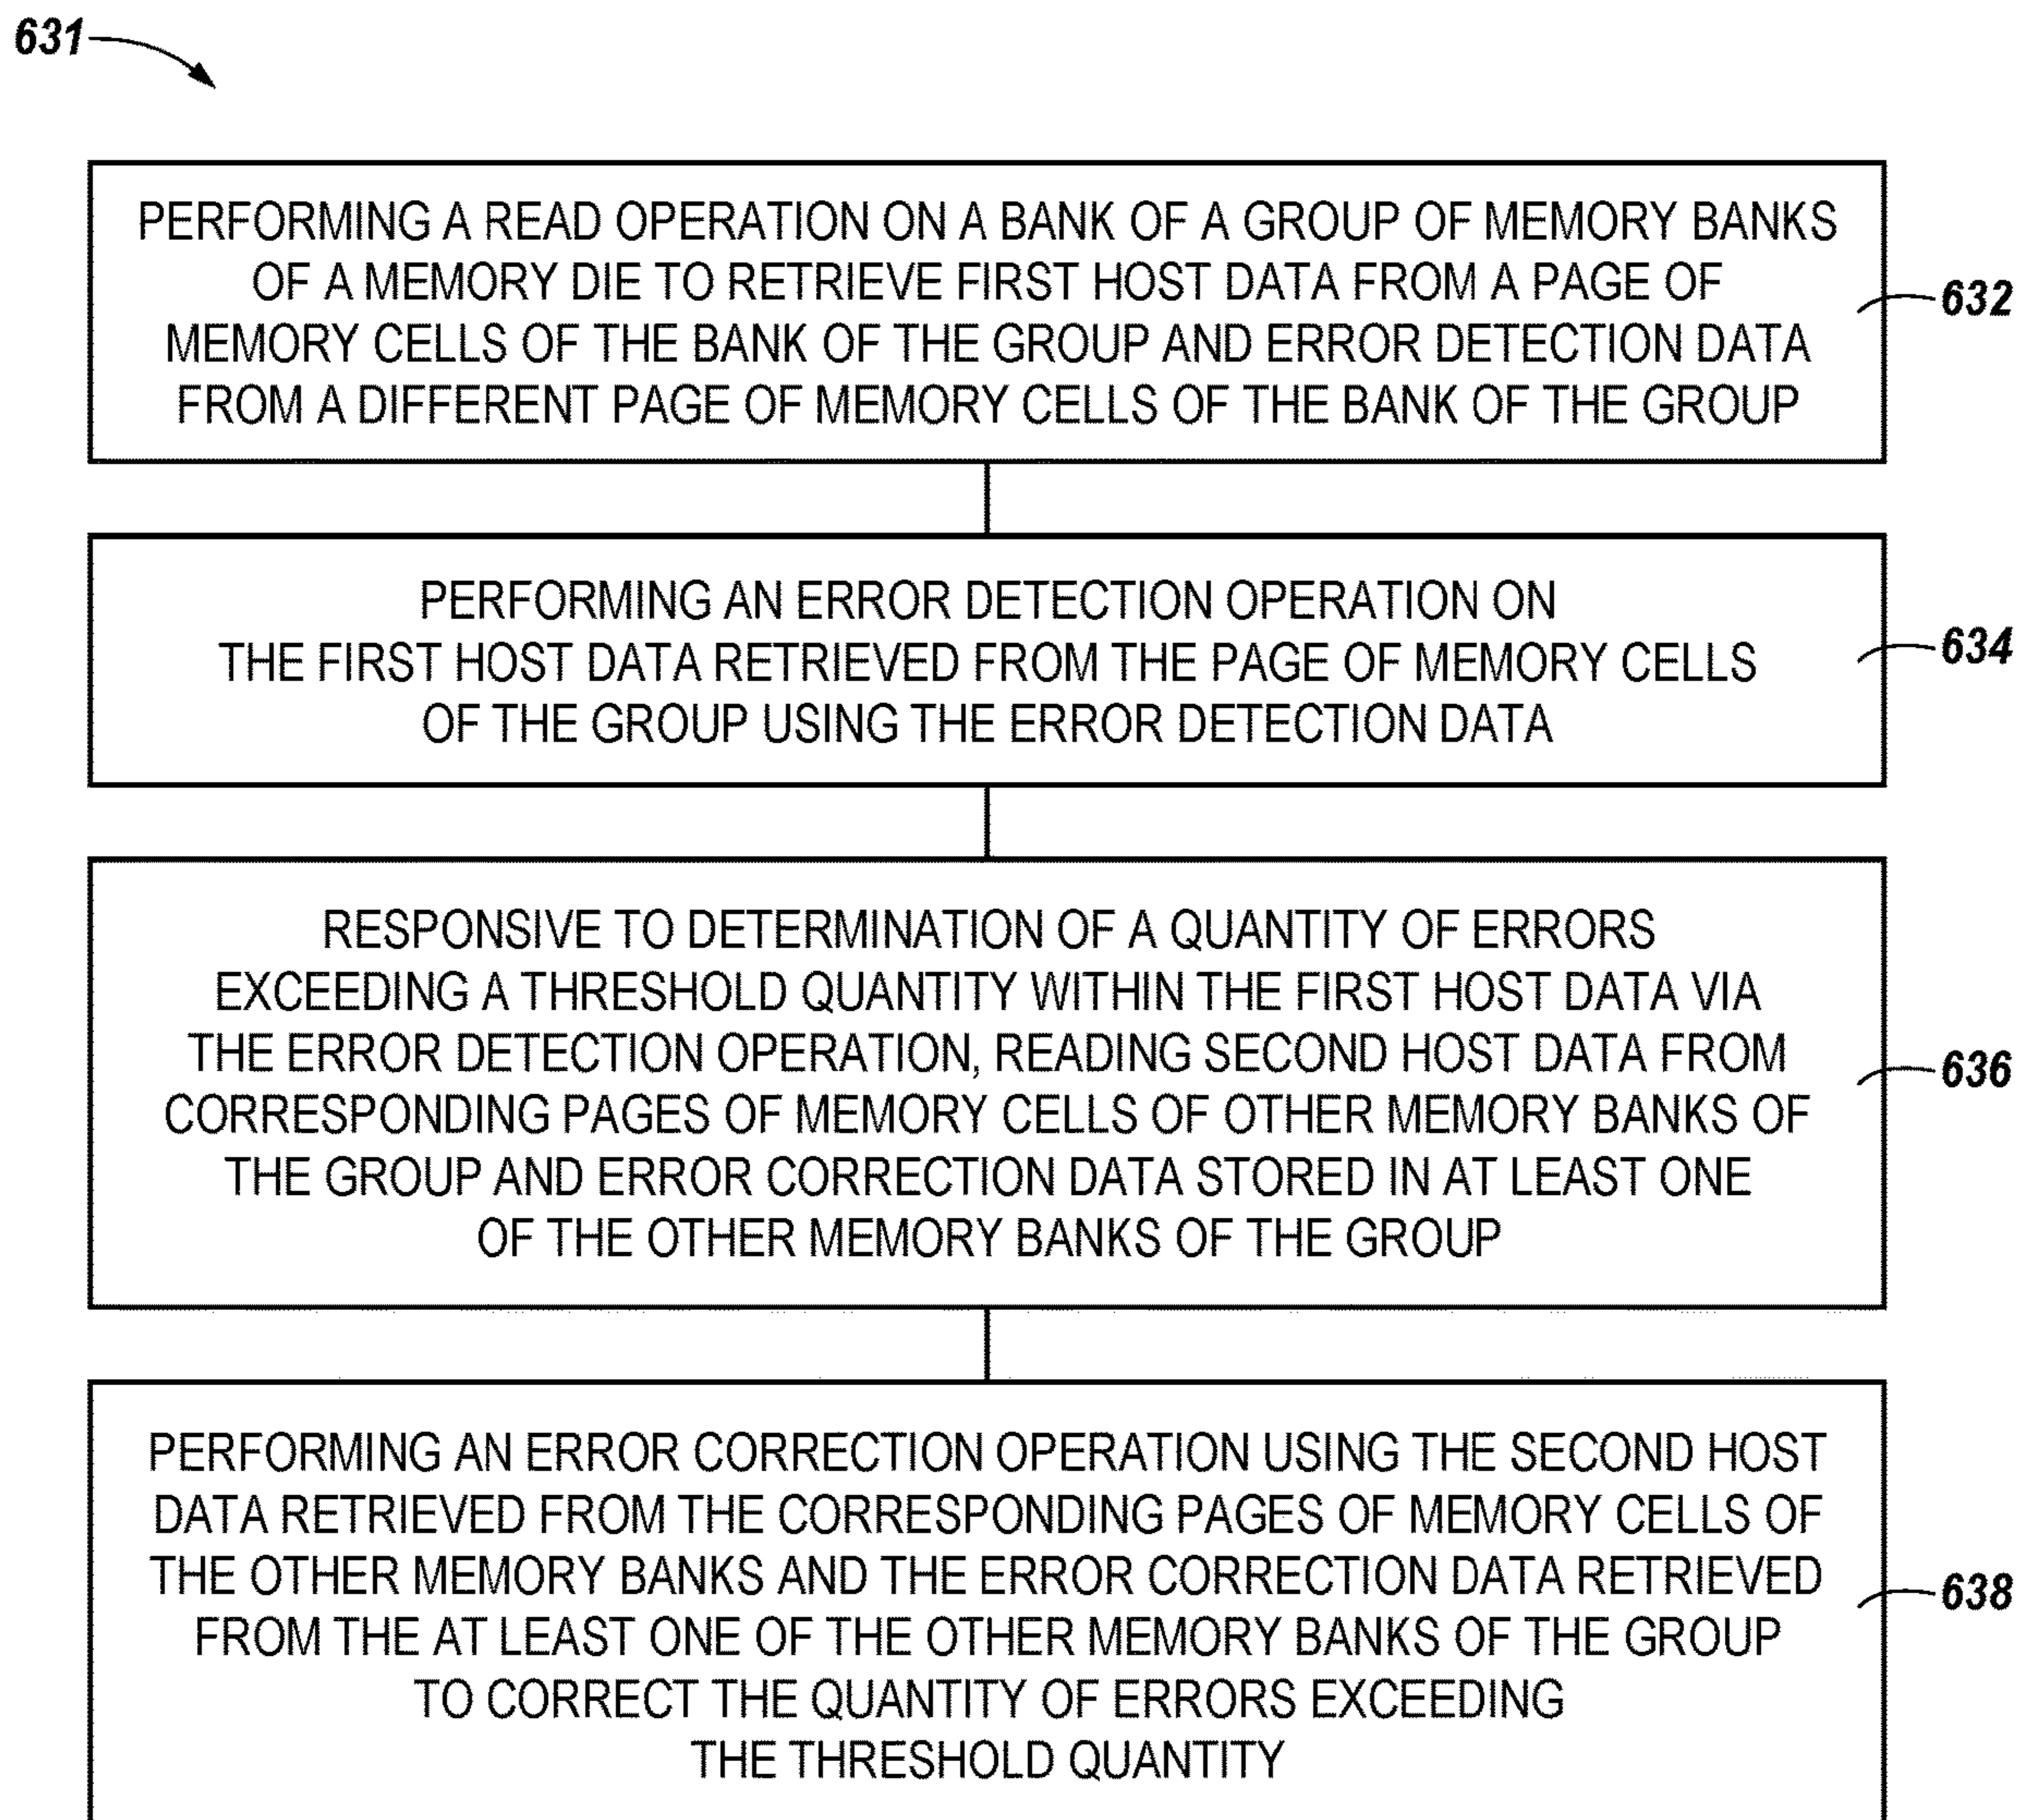 631
PERFORMING A READ OPERATION ON A BANK OF A GROUP OF MEMORY BANKS
OF A MEMORY DIE TO RETRIEVE FIRST HOST DATA FROM A PAGE OF
MEMORY CELLS OF THE BANK OF THE GROUP AND ERROR DETECTION DATA
FROM A DIFFERENT PAGE OF MEMORY CELLS OF THE BANK OF THE GROUP
632
PERFORMING AN ERROR DETECTION OPERATION ON
THE FIRST HOST DATA RETRIEVED FROM THE PAGE OF MEMORY CELLS
OF THE GROUP USING THE ERROR DETECTION DATA
634
RESPONSIVE TO DETERMINATION OF A QUANTITY OF ERRORS
EXCEEDING A THRESHOLD QUANTITY WITHIN THE FIRST HOST DATA VIA
THE ERROR DETECTION OPERATION, READING SECOND HOST DATA FROM
CORRESPONDING PAGES OF MEMORY CELLS OF OTHER MEMORY BANKS OF
THE GROUP AND ERROR CORRECTION DATA STORED IN AT LEAST ONE
OF THE OTHER MEMORY BANKS OF THE GROUP
636
PERFORMING AN ERROR CORRECTION OPERATION USING THE SECOND HOST
DATA RETRIEVED FROM THE CORRESPONDING PAGES OF MEMORY CELLS OF
THE OTHER MEMORY BANKS AND THE ERROR CORRECTION DATA RETRIEVED
FROM THE AT LEAST ONE OF THE OTHER MEMORY BANKS OF THE GROUP
TO CORRECT THE QUANTITY OF ERRORS EXCEEDING
THE THRESHOLD QUANTITY
638